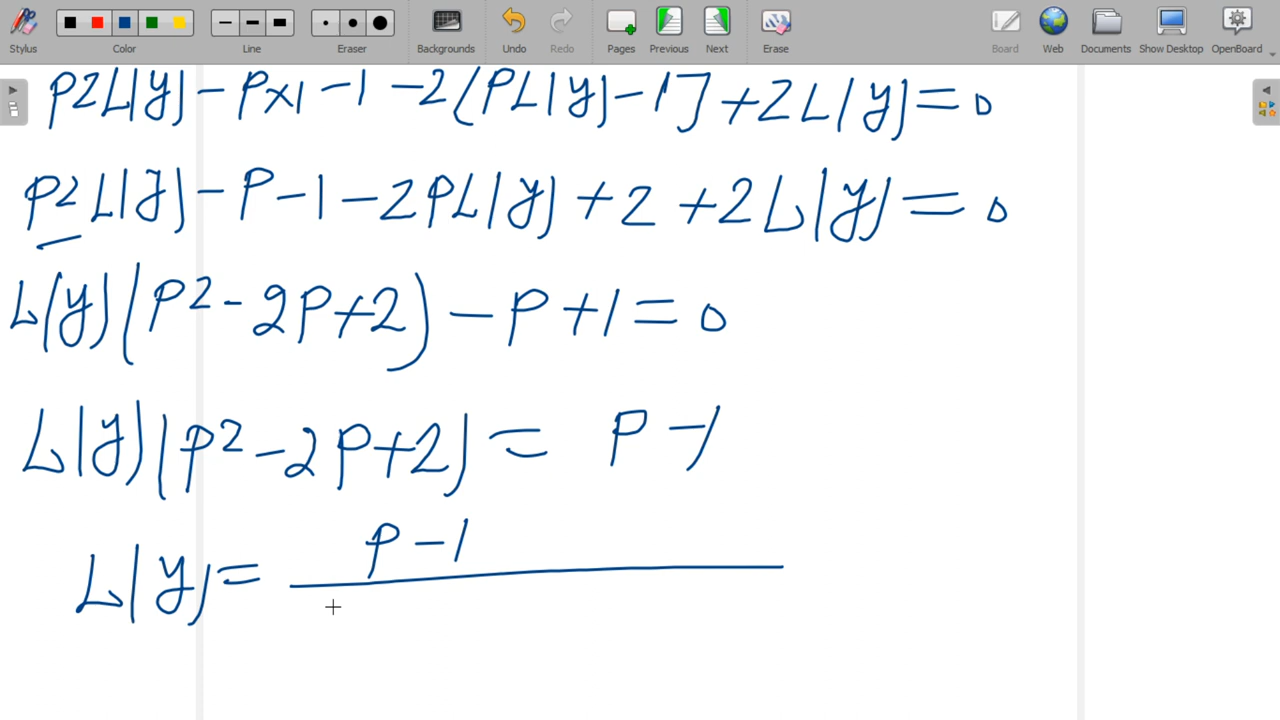 Stylus Color Line Eraser Backgrounds Undo Redo Pages Previous Next Erase Board Web Documents Show Desktop OpenBoard
P2L(y) - P×1 - 1 - 2(PL(y) - 1] + 2L(y) = 0
P2L(y) - P - 1 - 2PL(y) + 2 + 2L(y) = 0
L(y)(P2 - 2P + 2) - P + 1 = 0
L(y)(P2 - 2P + 2) = P - 1
P - 1
L(y) =